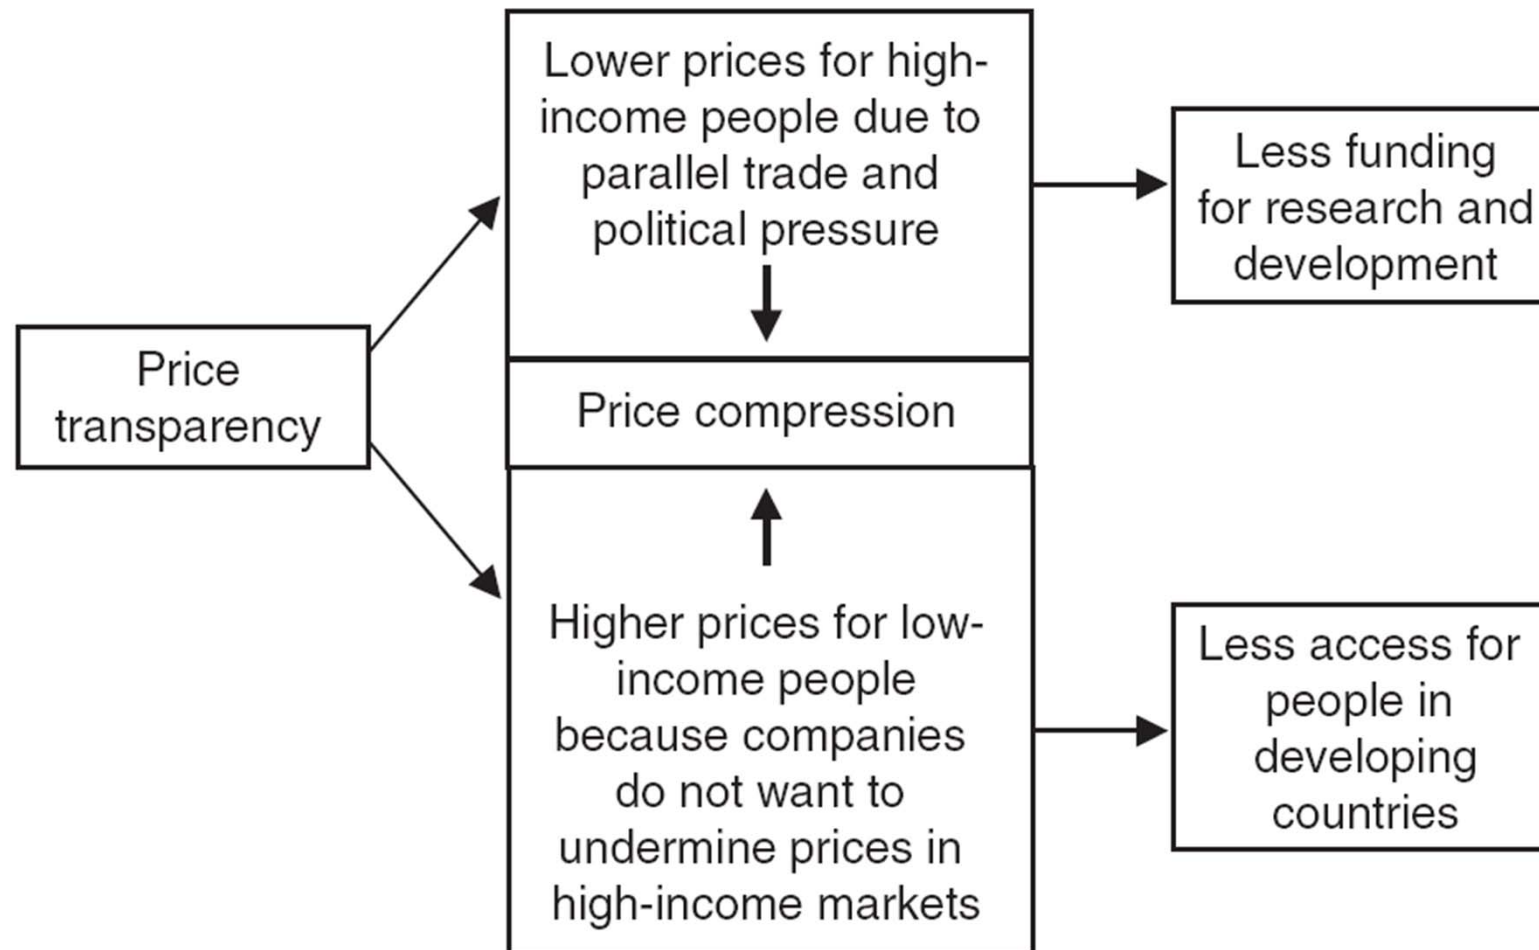 Price
transparency
Lower prices for high-
income people due to
parallel trade and
political pressure
Price compression
Higher prices for low-
income people
because companies
do not want to
undermine prices in
high-income markets
Less funding
for research and
development
Less access for
people in
developing
countries